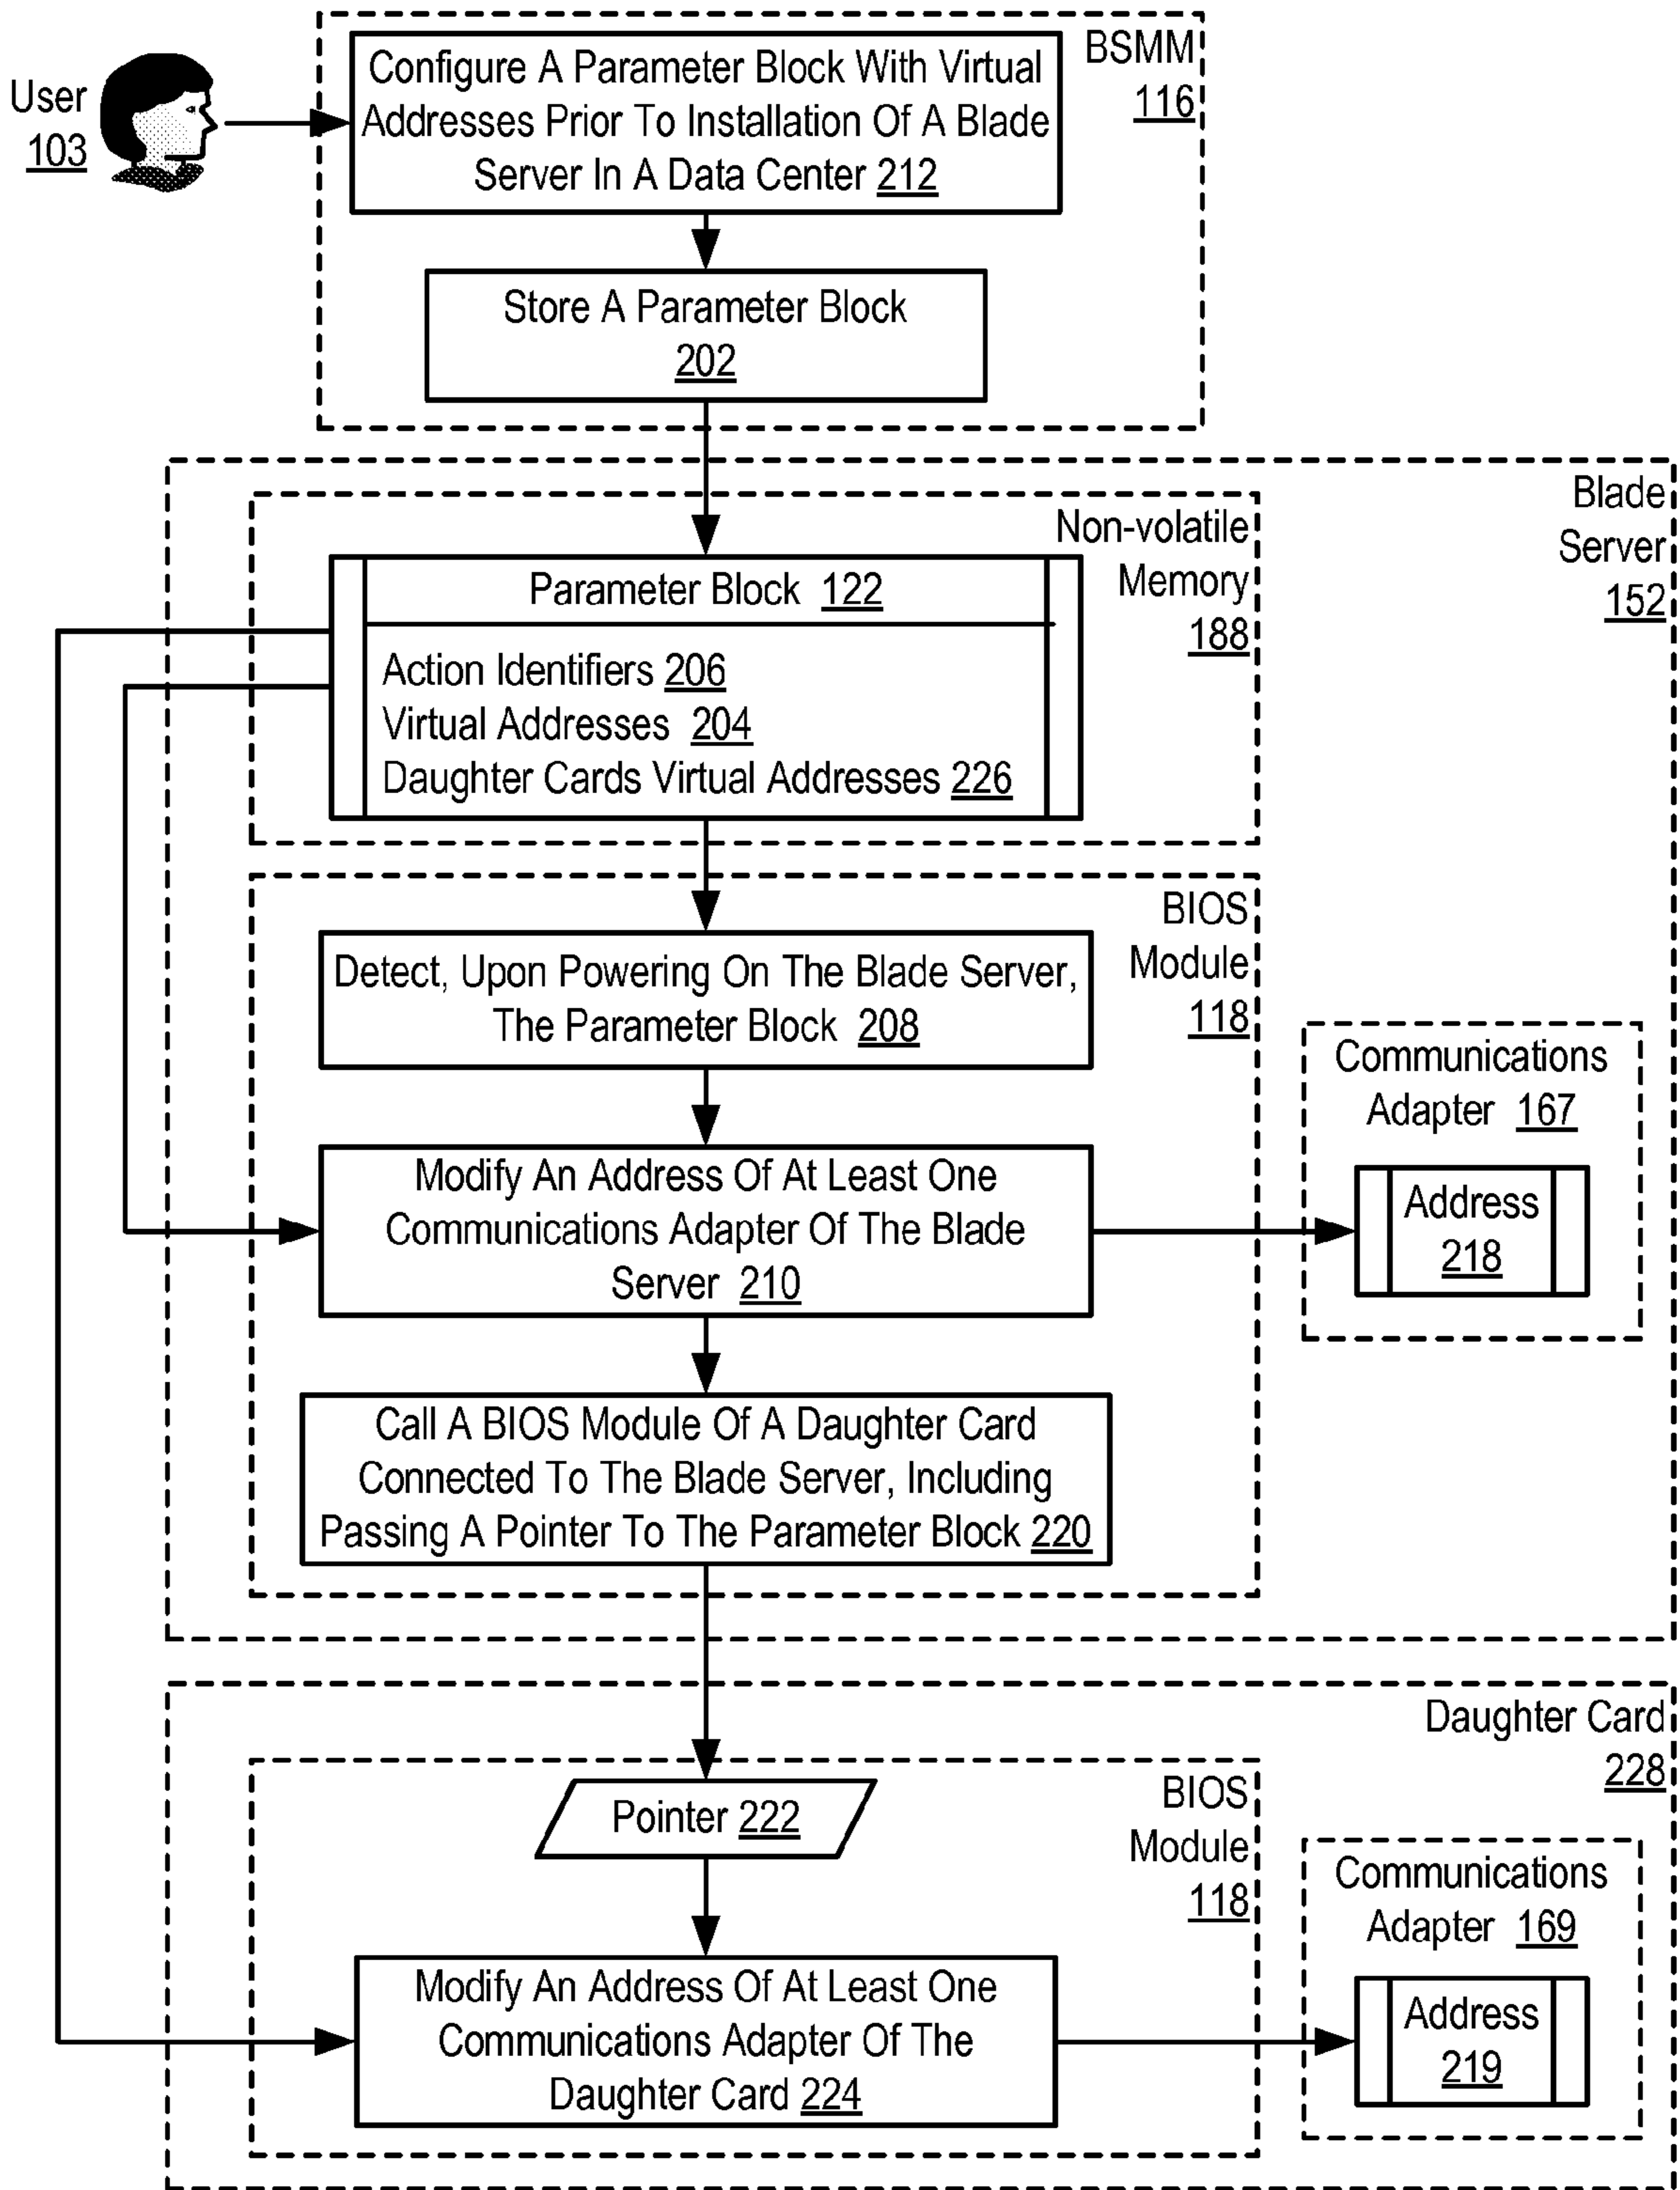 User
103
Configure A Parameter Block With Virtual
Addresses Prior To Installation Of A Blade
Server In A Data Center 212
BSMM
116
Store A Parameter Block
202
Blade
Server
152
Non-volatile
Memory
188
Parameter Block 122
Action Identifiers 206
Virtual Addresses 204
Daughter Cards Virtual Addresses 226
BIOS
Module
118
Detect, Upon Powering On The Blade Server,
The Parameter Block 208
Modify An Address Of At Least One
Communications Adapter Of The Blade
Server 210
Communications
Adapter 167
Address
218
Call A BIOS Module Of A Daughter Card
Connected To The Blade Server, Including
Passing A Pointer To The Parameter Block 220
Daughter Card
228
Pointer 222
BIOS
Module
118
Modify An Address Of At Least One
Communications Adapter Of The
Daughter Card 224
Communications
Adapter 169
Address
219